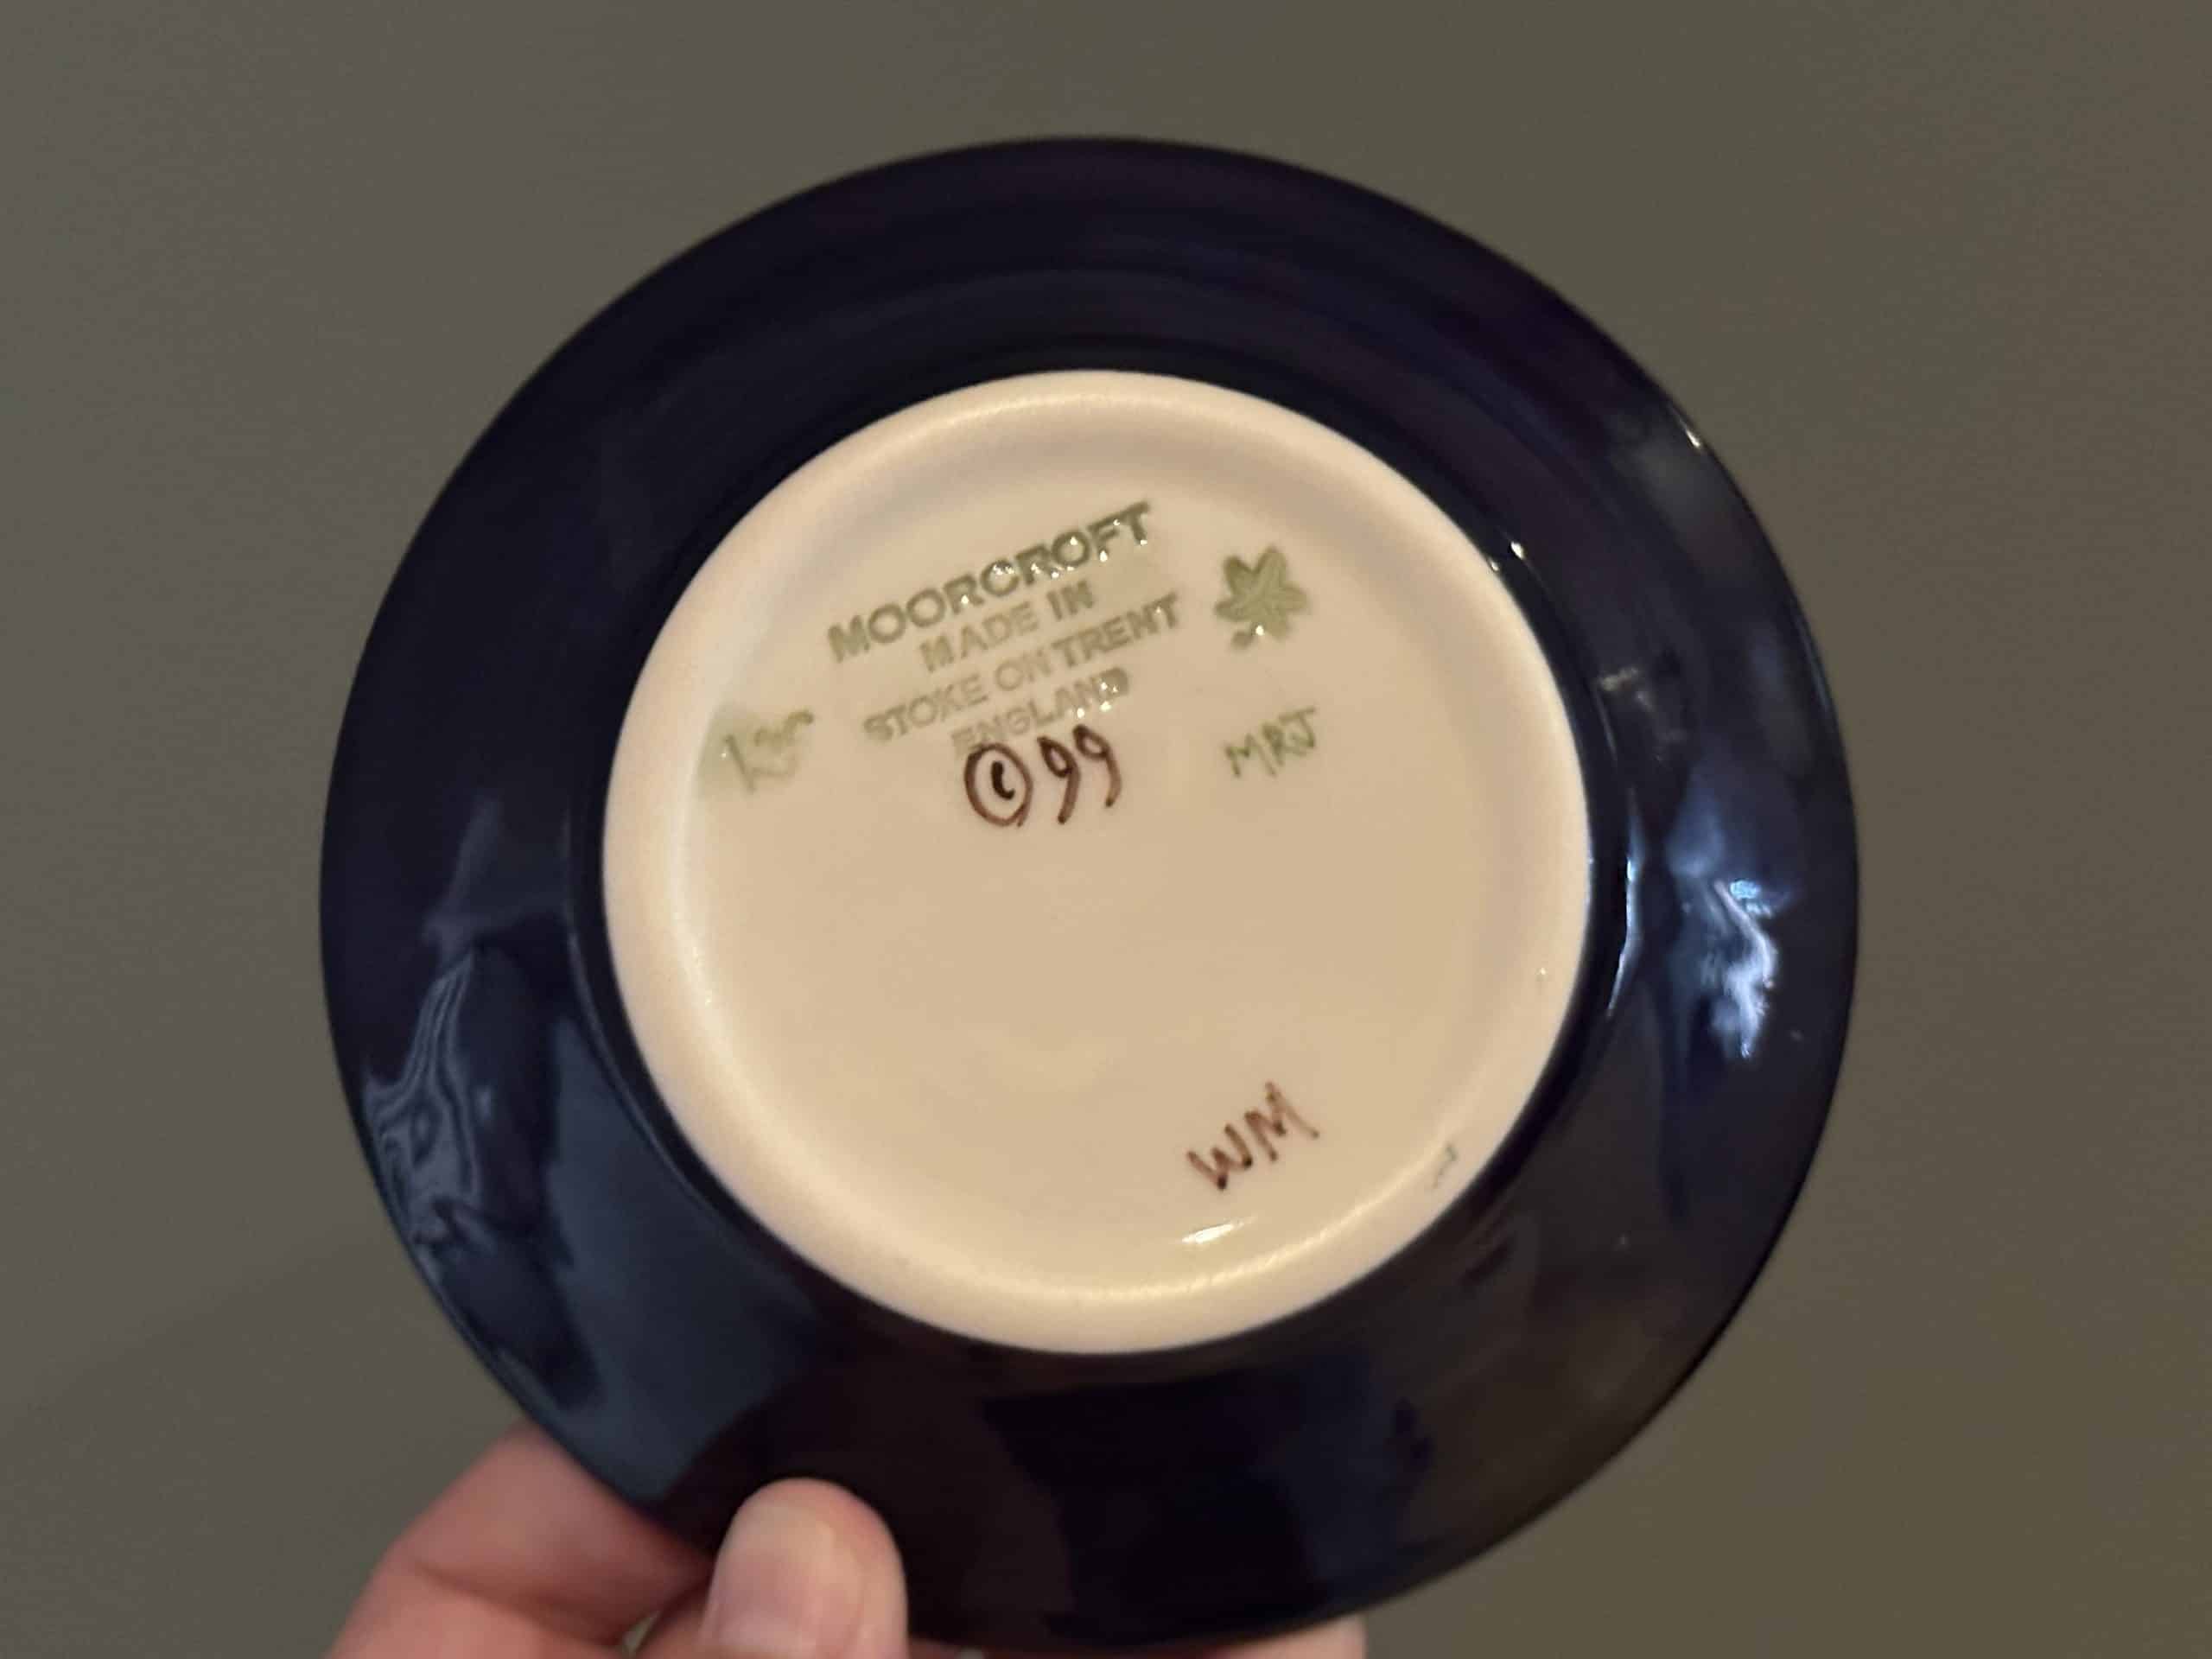 MOORCROFT
MADE IN
STOKE ON TRENT
ENGLAND
© 99
MRJ
WM